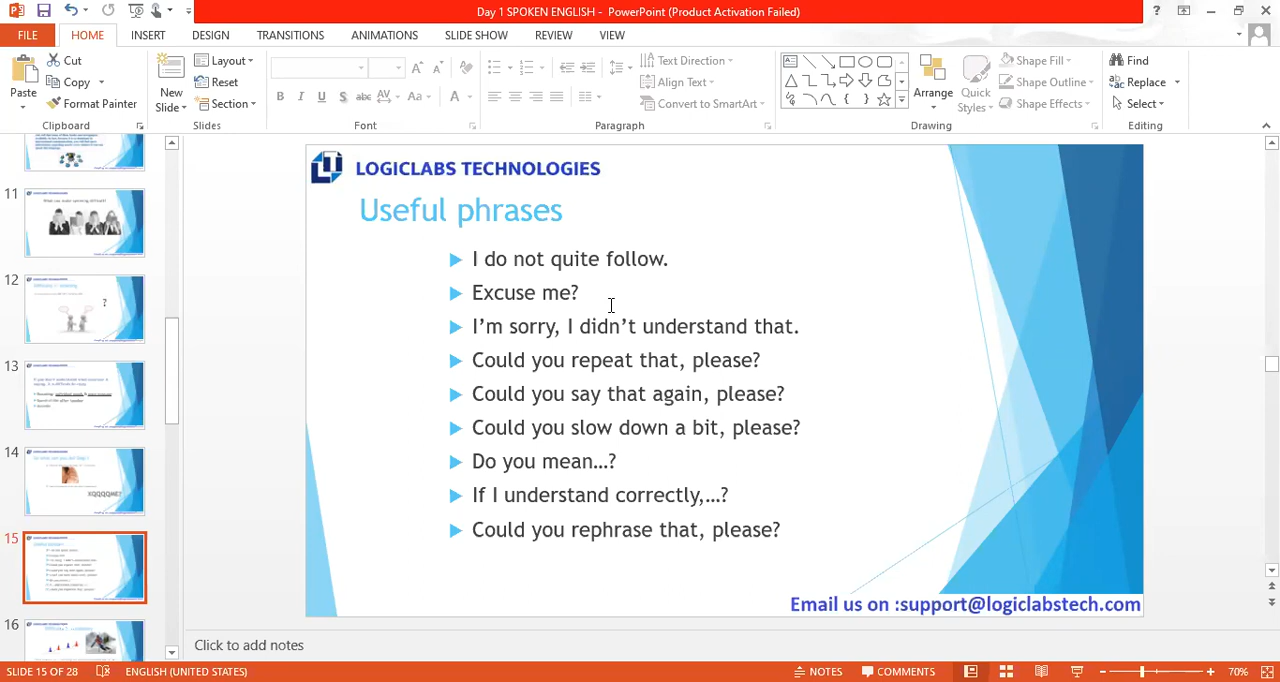 Day 1 SPOKEN ENGLISH - PowerPoint (Product Activation Failed)
FILE HOME INSERT DESIGN TRANSITIONS ANIMATIONS SLIDE SHOW REVIEW VIEW
Paste
Cut
Copy
Format Painter
Clipboard
New Slide
Layout
Reset
Section
Slides
B I U S abc AV Aa A
Font
Text Direction
Align Text
Convert to SmartArt
Paragraph
Arrange
Quick Styles
Shape Fill
Shape Outline
Shape Effects
Drawing
Find
Replace
Select
Editing
11
12
13
14
15
16
LOGICLABS TECHNOLOGIES
Useful phrases
I do not quite follow.
Excuse me?
I'm sorry, I didn't understand that.
Could you repeat that, please?
Could you say that again, please?
Could you slow down a bit, please?
Do you mean…?
If I understand correctly,…?
Could you rephrase that, please?
Email us on :support@logiclabstech.com
Click to add notes
SLIDE 15 OF 28 ENGLISH (UNITED STATES) NOTES COMMENTS 70%